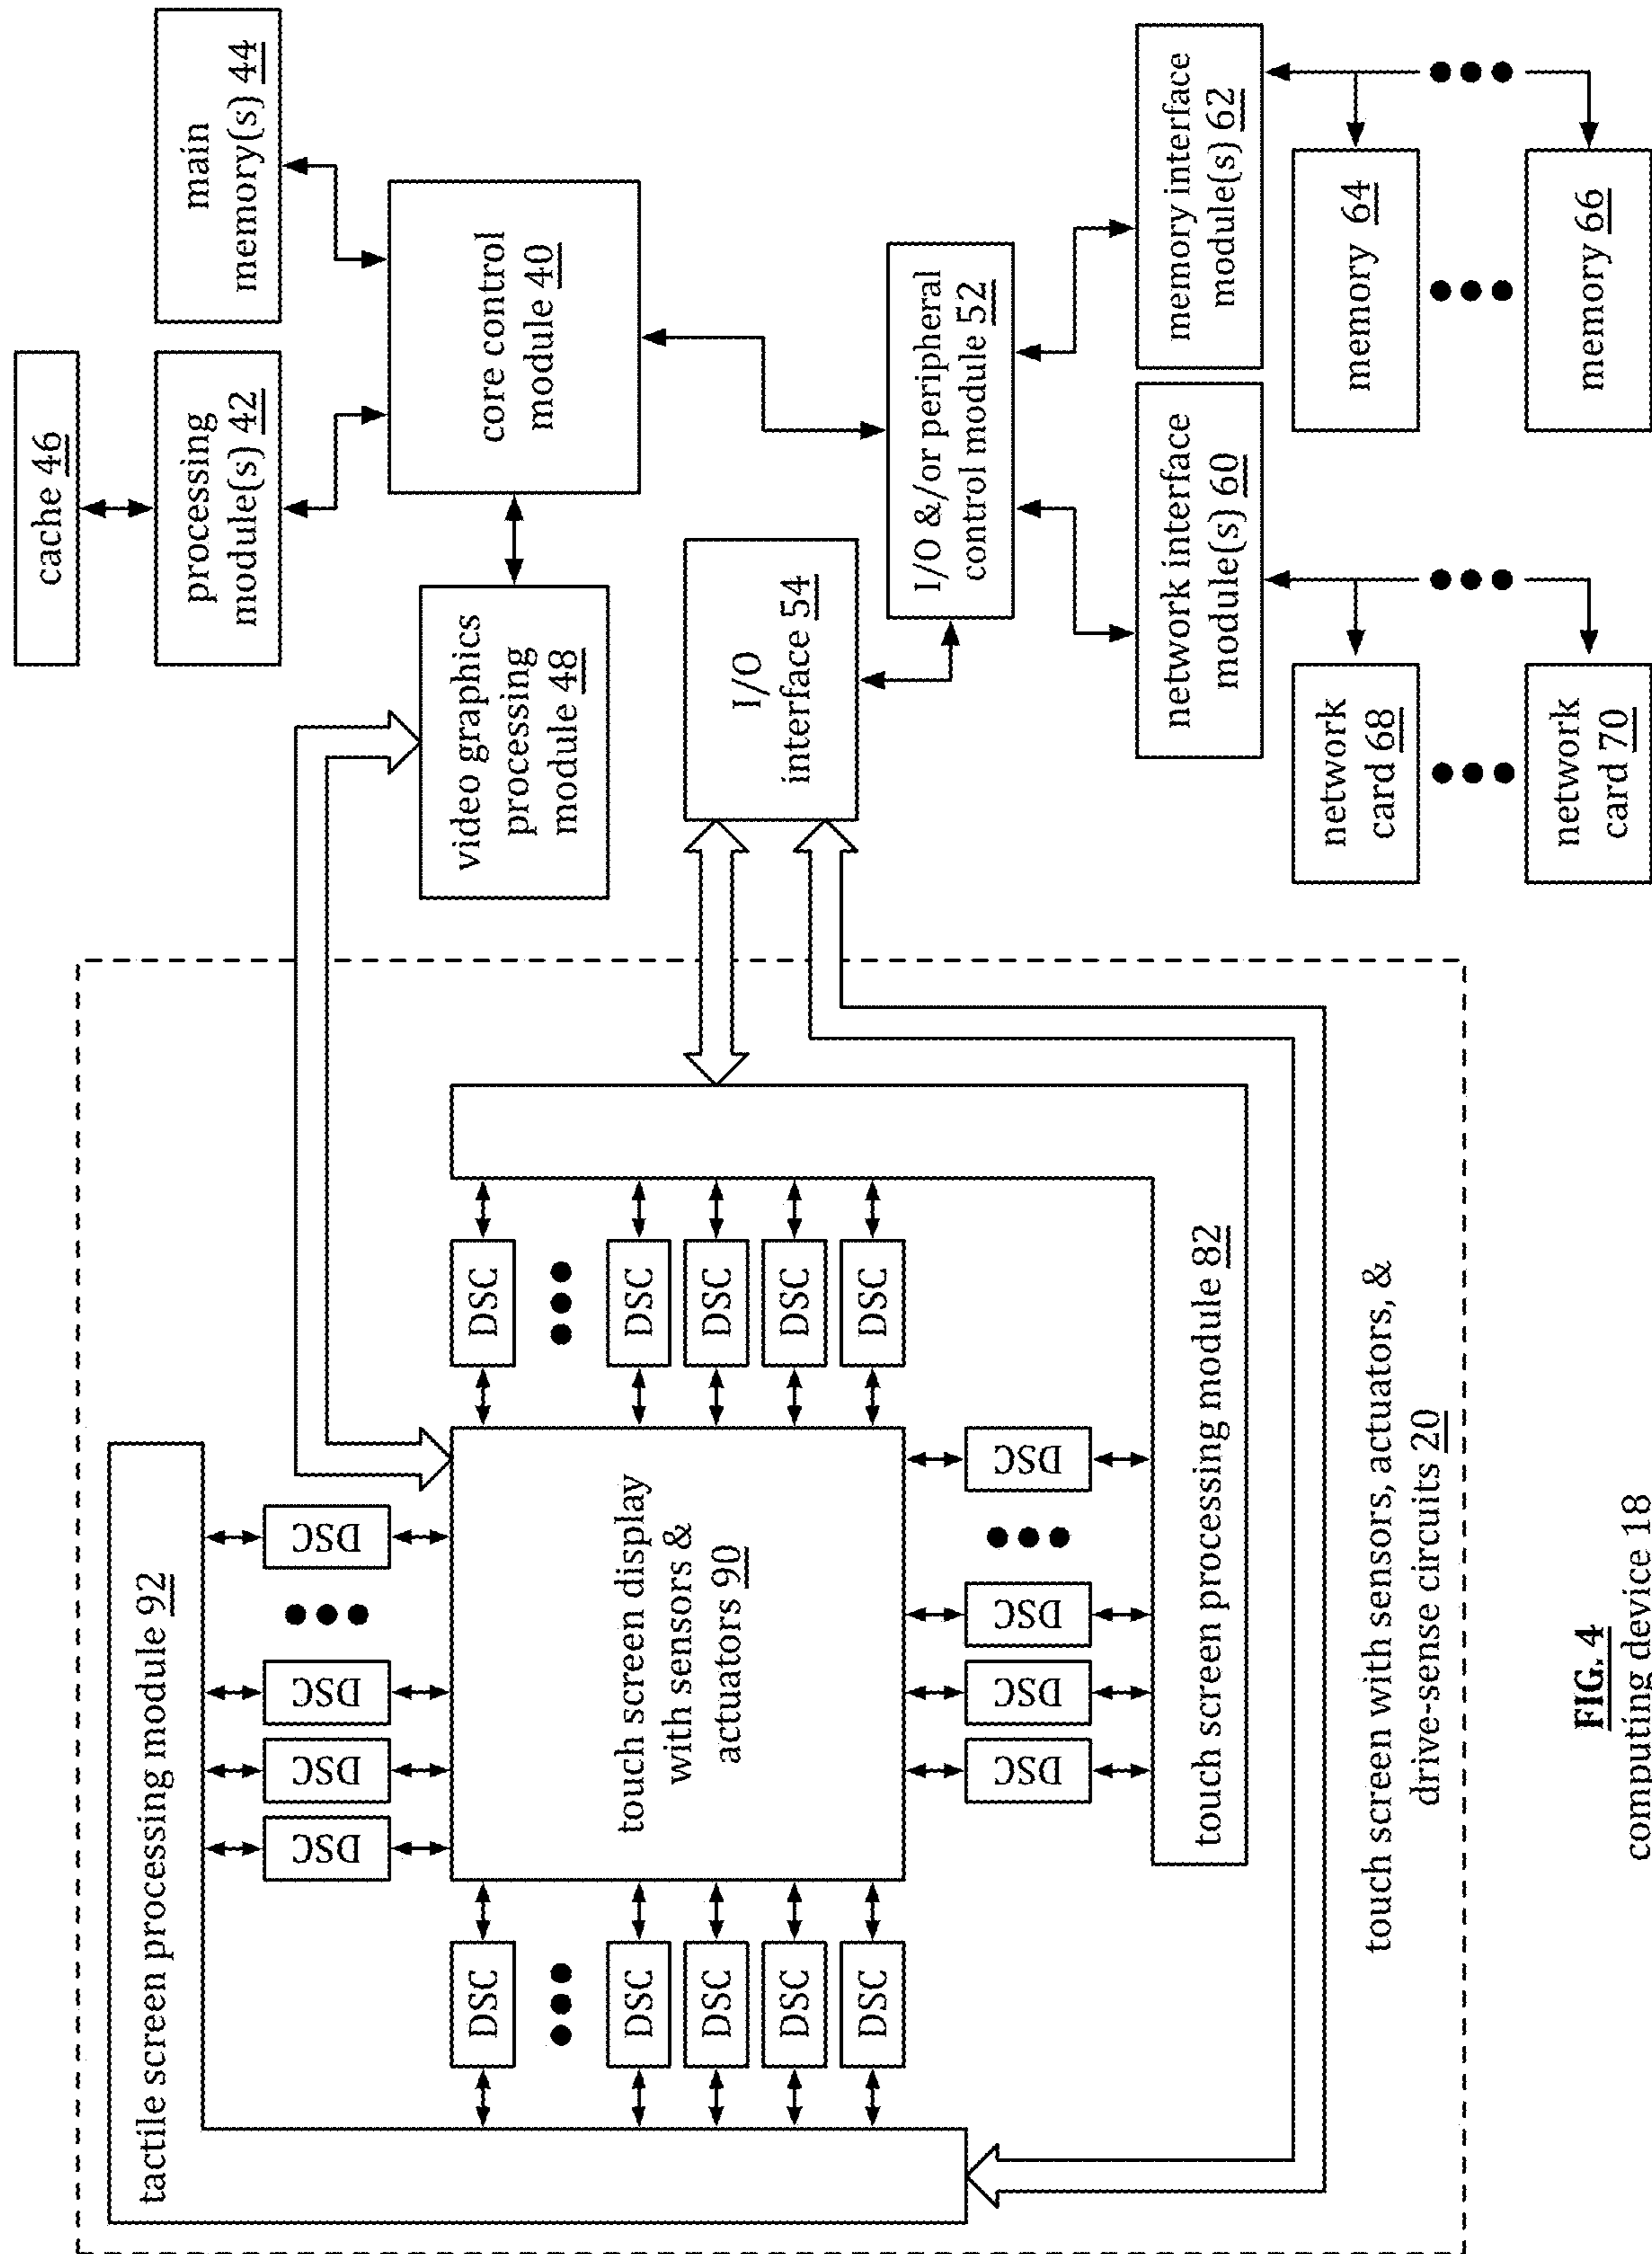 cache 46
tactile screen processing module 92
processing
module(s) 42
main
memory(s) 44
DSC
DSC
DSC
DSC
core control
module 40
video graphics
processing
module 48
DSC
DSC
DSC
DSC
DSC
touch screen display
with sensors &
actuators 90
DSC
DSC
DSC
DSC
DSC
I/O
interface 54
I/O &/or peripheral
control module 52
DSC
DSC
DSC
DSC
touch screen processing module 82
network interface
module(s) 60
memory interface
module(s) 62
network
card 68
memory 64
touch screen with sensors, actuators, &
drive-sense circuits 20
network
card 70
memory 66
FIG. 4
computing device 18